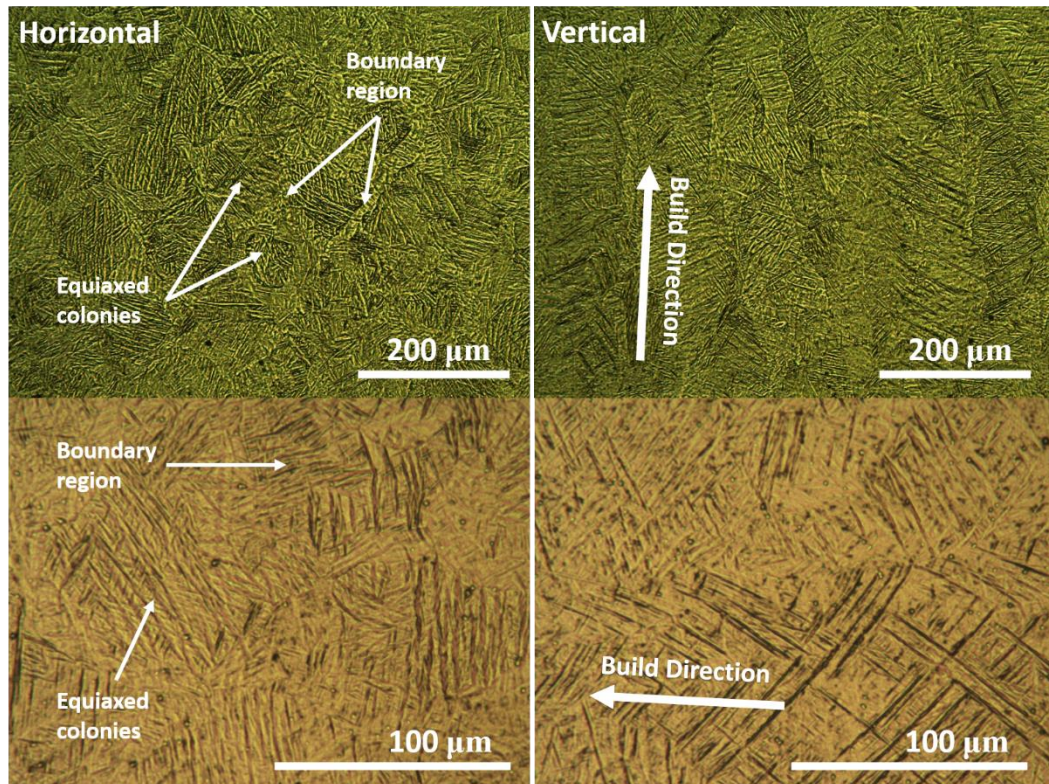 Horizontal
Boundary
region
Equiaxed
colonies
200 µm
Vertical
Build Direction
200 µm
Boundary
region
Equiaxed
colonies
100 µm
Build Direction
100 µm